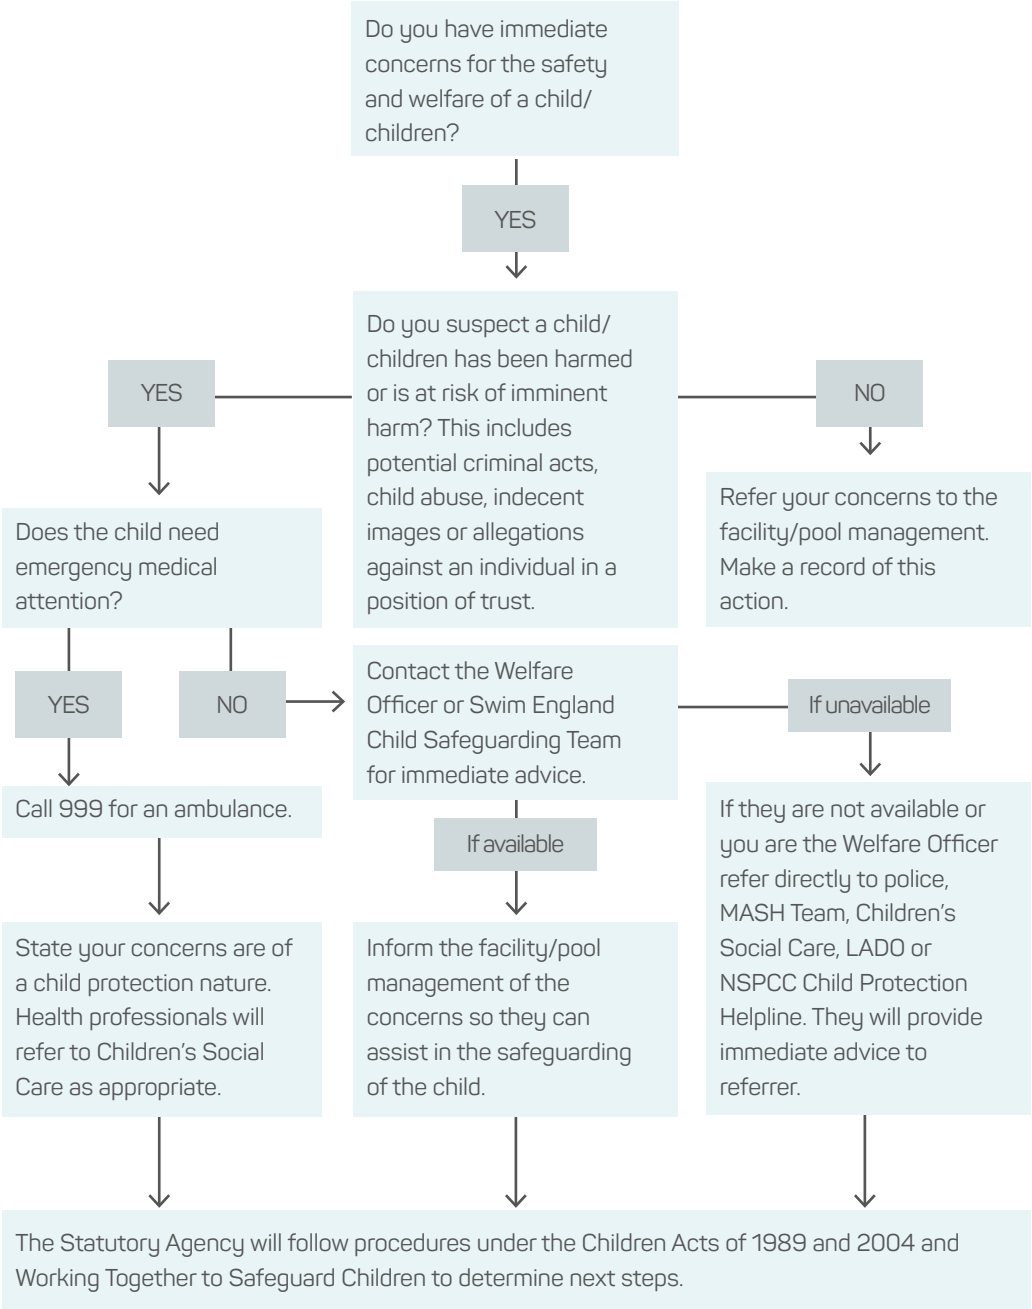 Do you have immediate
concerns for the safety
and welfare of a child/
children?
YES
Do you suspect a child/
children has been harmed
or is at risk of imminent
harm? This includes
potential criminal acts,
child abuse, indecent
images or allegations
against an individual in a
position of trust.
YES
NO
Does the child need
emergency medical
attention?
Refer your concerns to the
facility/pool management.
Make a record of this
action.
YES
NO
Contact the Welfare
Officer or Swim England
Child Safeguarding Team
for immediate advice.
If unavailable
Call 999 for an ambulance.
If available
If they are not available or
you are the Welfare Officer
refer directly to police,
MASH Team, Children’s
Social Care, LADO or
NSPCC Child Protection
Helpline. They will provide
immediate advice to
referrer.
State your concerns are of
a child protection nature.
Health professionals will
refer to Children’s Social
Care as appropriate.
Inform the facility/pool
management of the
concerns so they can
assist in the safeguarding
of the child.
The Statutory Agency will follow procedures under the Children Acts of 1989 and 2004 and
Working Together to Safeguard Children to determine next steps.